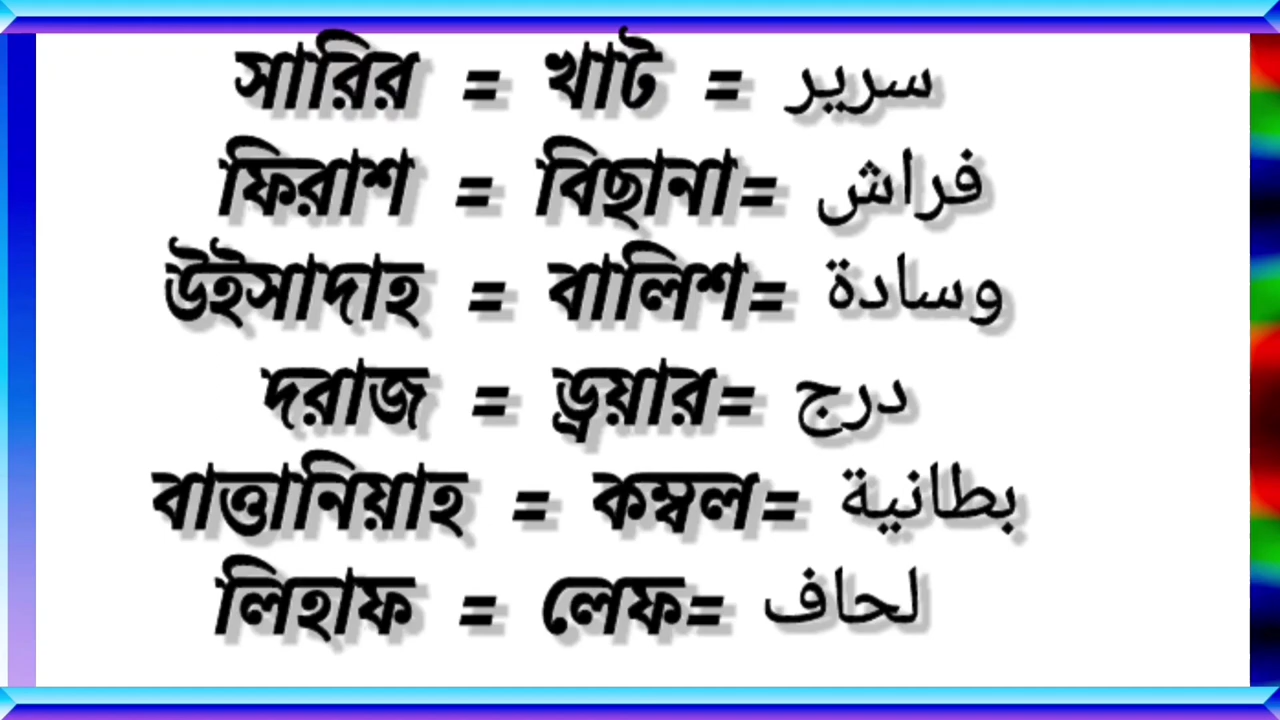 সারির = খাট = سرير
ফিরাশ = বিছানা= فراش
উইসাদাহ = বালিশ= وسادة
দরাজ = ড্রয়ার= درج
বাত্তানিয়াহ = কম্বল= بطانية
লিহাফ = লেফ= لحاف